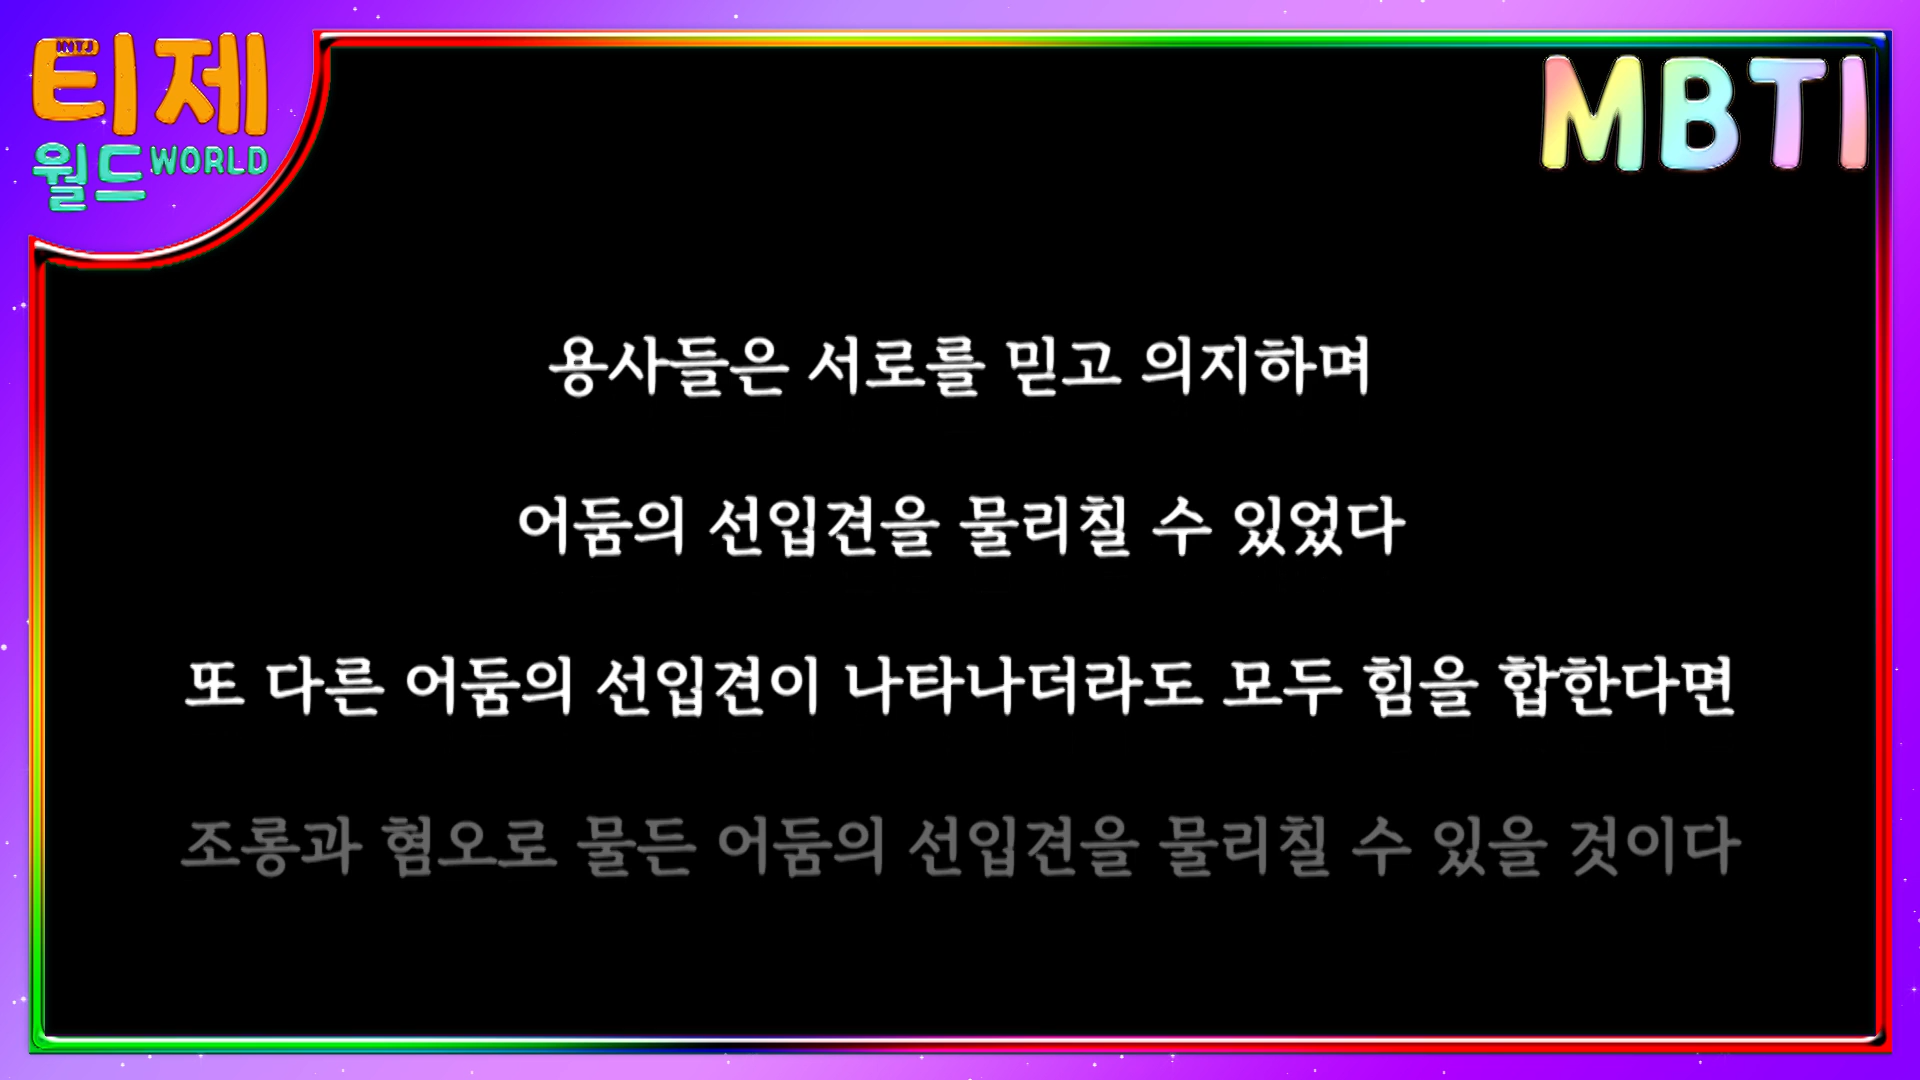 INTJ
티제
월드 WORLD
MBTI
용사들은 서로를 믿고 의지하며
어둠의 선입견을 물리칠 수 있었다
또 다른 어둠의 선입견이 나타나더라도 모두 힘을 합한다면
조롱과 혐오로 물든 어둠의 선입견을 물리칠 수 있을 것이다